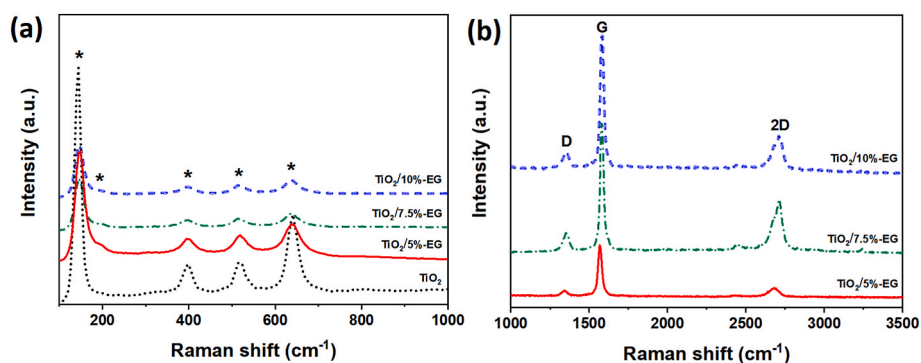 (a)
*
*
*
*
*
TiO₂/10%-EG
TiO₂/7.5%-EG
TiO₂/5%-EG
TiO₂
Intensity (a.u.)
200 400 600 800 1000
Raman shift (cm⁻¹)
(b)
G
D
2D
TiO₂/10%-EG
TiO₂/7.5%-EG
TiO₂/5%-EG
Intensity (a.u.)
1000 1500 2000 2500 3000 3500
Raman shift (cm⁻¹)